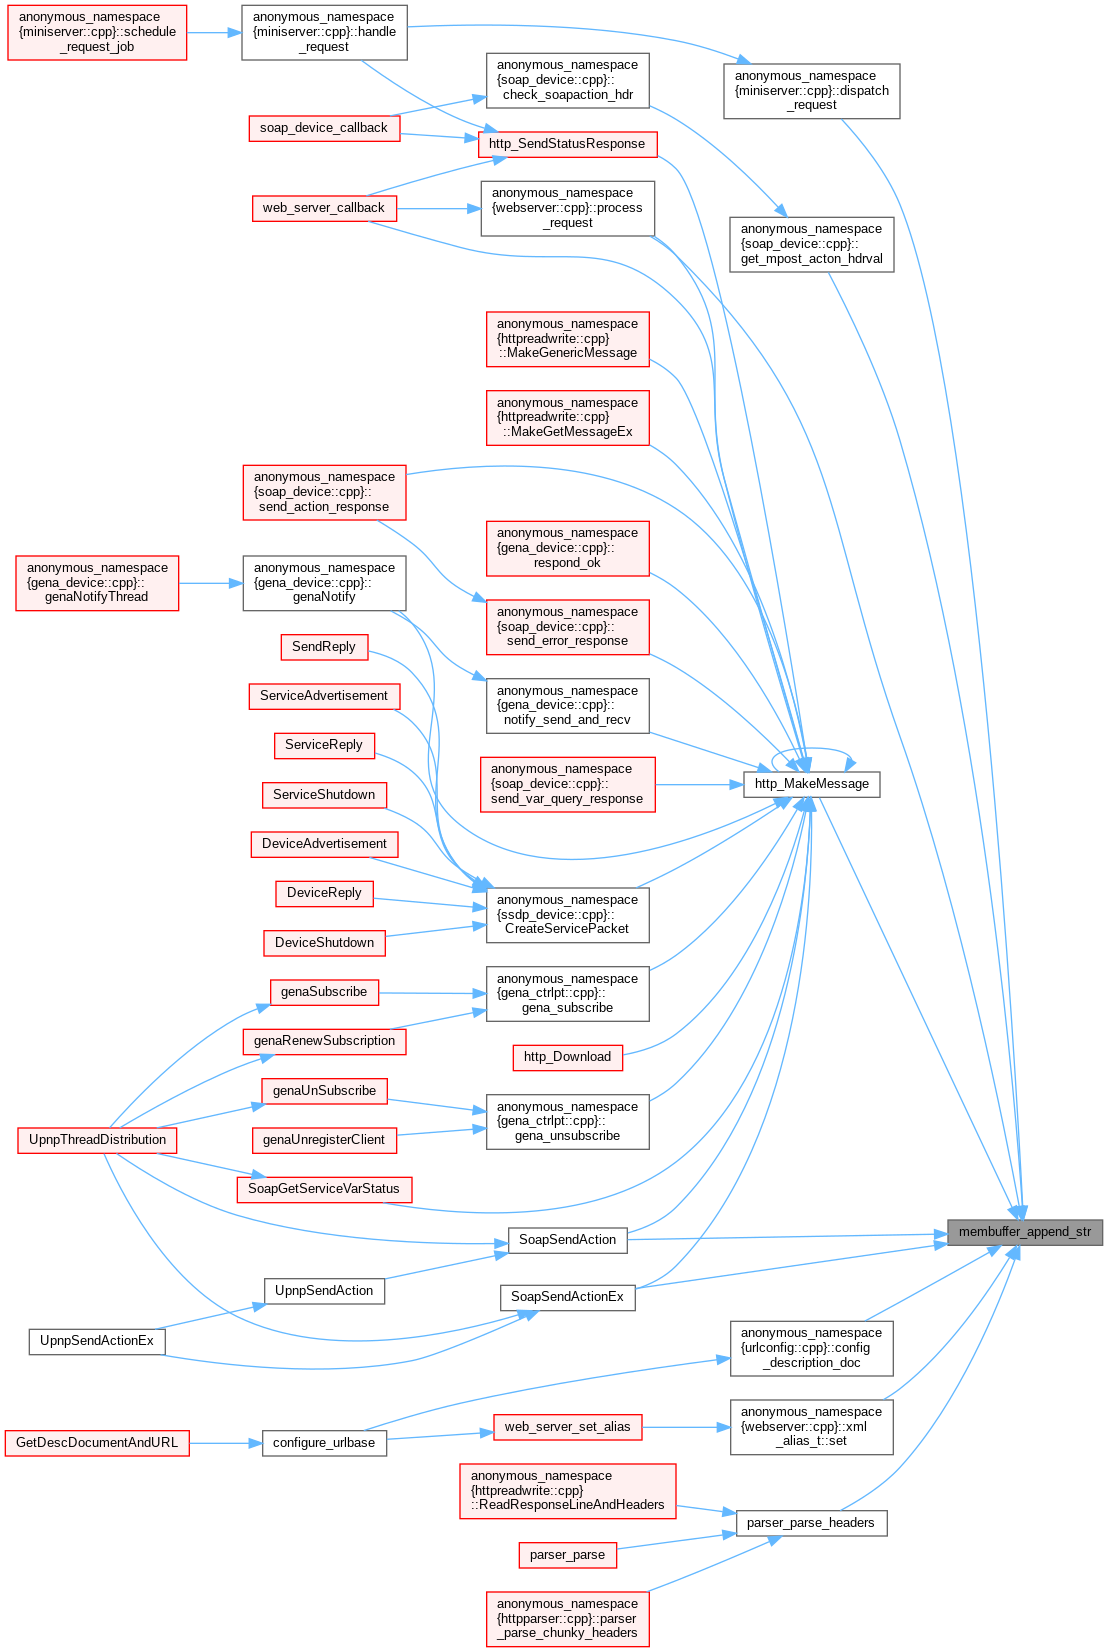 anonymous_namespace
{miniserver::cpp}::schedule
_request_job
anonymous_namespace
{miniserver::cpp}::handle
_request
anonymous_namespace
{soap_device::cpp}::
check_soapaction_hdr
anonymous_namespace
{miniserver::cpp}::dispatch
_request
soap_device_callback
http_SendStatusResponse
web_server_callback
anonymous_namespace
{webserver::cpp}::process
_request
anonymous_namespace
{soap_device::cpp}::
get_mpost_acton_hdrval
anonymous_namespace
{httpreadwrite::cpp}
::MakeGenericMessage
anonymous_namespace
{httpreadwrite::cpp}
::MakeGetMessageEx
anonymous_namespace
{soap_device::cpp}::
send_action_response
anonymous_namespace
{gena_device::cpp}::
respond_ok
anonymous_namespace
{gena_device::cpp}::
genaNotifyThread
anonymous_namespace
{gena_device::cpp}::
genaNotify
anonymous_namespace
{soap_device::cpp}::
send_error_response
SendReply
ServiceAdvertisement
anonymous_namespace
{gena_device::cpp}::
notify_send_and_recv
ServiceReply
anonymous_namespace
{soap_device::cpp}::
send_var_query_response
http_MakeMessage
ServiceShutdown
DeviceAdvertisement
DeviceReply
anonymous_namespace
{ssdp_device::cpp}::
CreateServicePacket
DeviceShutdown
genaSubscribe
anonymous_namespace
{gena_ctrlpt::cpp}::
gena_subscribe
genaRenewSubscription
http_Download
genaUnSubscribe
anonymous_namespace
{gena_ctrlpt::cpp}::
gena_unsubscribe
UpnpThreadDistribution
genaUnregisterClient
SoapGetServiceVarStatus
SoapSendAction
membuffer_append_str
UpnpSendAction
SoapSendActionEx
UpnpSendActionEx
anonymous_namespace
{urlconfig::cpp}::config
_description_doc
anonymous_namespace
{webserver::cpp}::xml
_alias_t::set
web_server_set_alias
GetDescDocumentAndURL
configure_urlbase
anonymous_namespace
{httpreadwrite::cpp}
::ReadResponseLineAndHeaders
parser_parse_headers
parser_parse
anonymous_namespace
{httpparser::cpp}::parser
_parse_chunky_headers